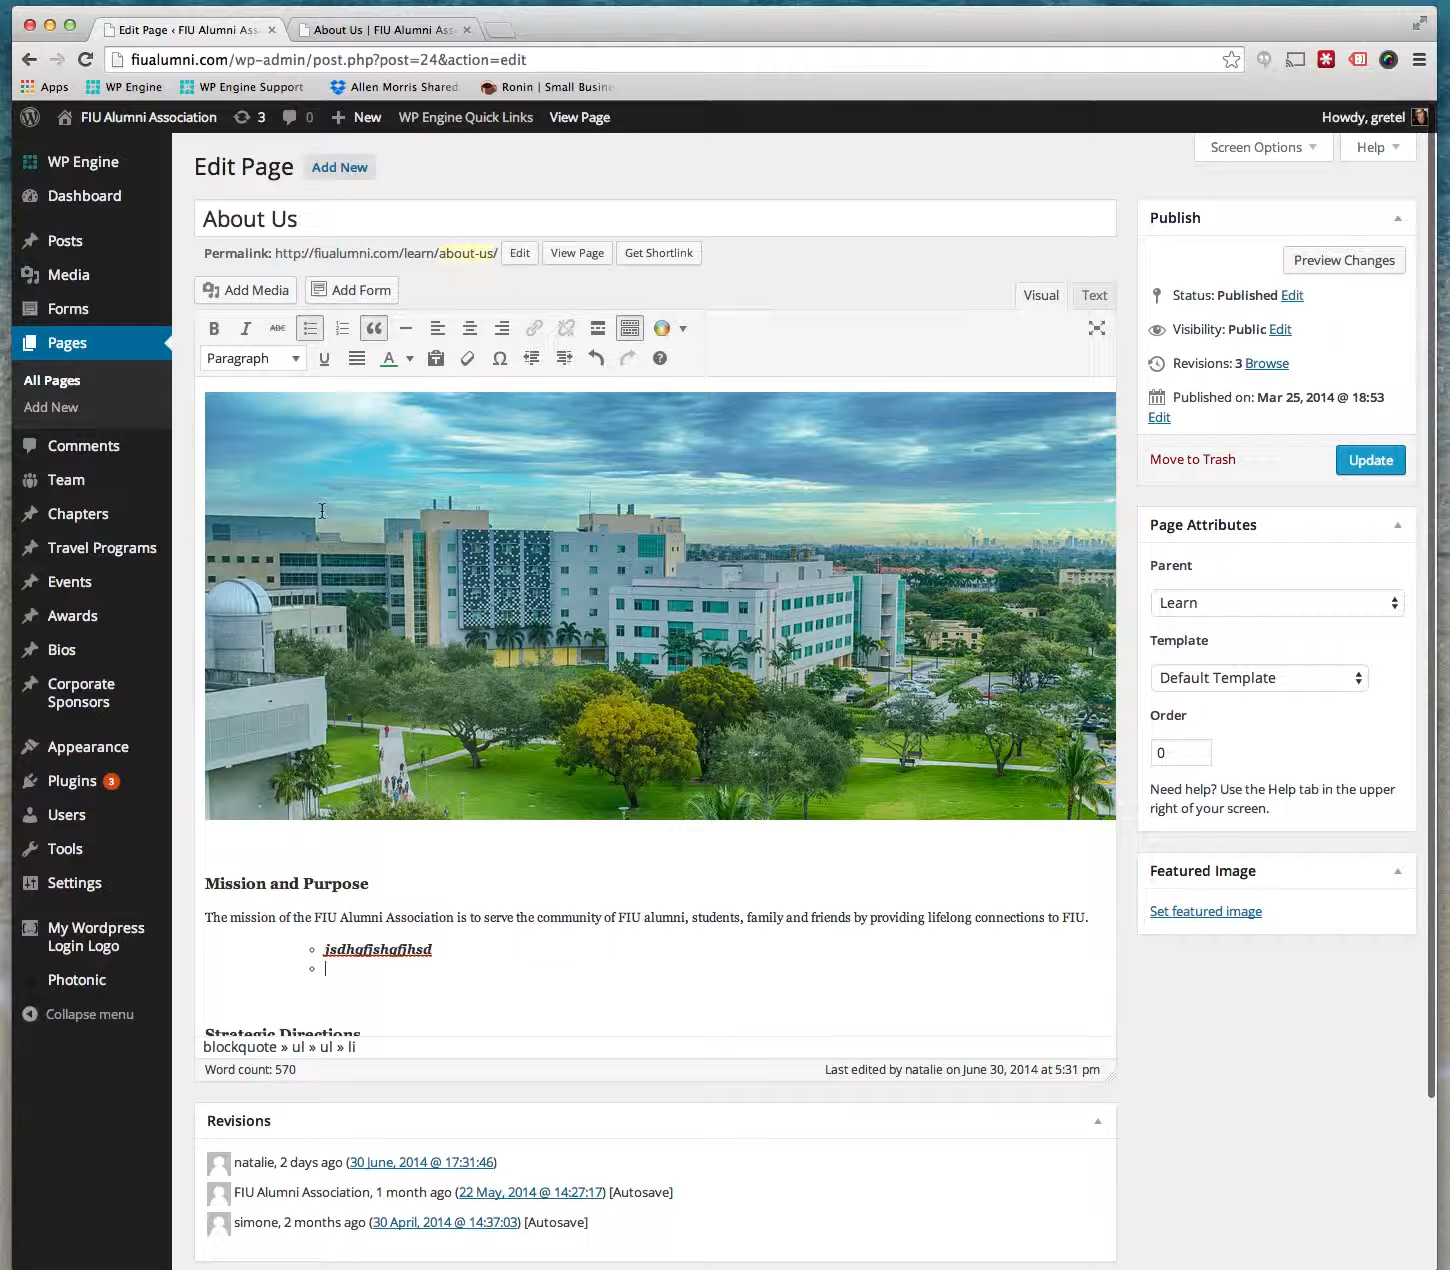 Edit Page ‹ FIU Alumni Ass
About Us | FIU Alumni Ass
fiualumni.com/wp-admin/post.php?post=24&action=edit
Apps WP Engine WP Engine Support Allen Morris Shared Ronin | Small Busine
FIU Alumni Association 3 0 New WP Engine Quick Links View Page Howdy, gretel
WP Engine
Dashboard
Posts
Media
Forms
Pages
All Pages
Add New
Comments
Team
Chapters
Travel Programs
Events
Awards
Bios
Corporate
Sponsors
Appearance
Plugins 3
Users
Tools
Settings
My Wordpress
Login Logo
Photonic
Collapse menu
Screen Options Help
Edit Page Add New
About Us
Permalink: http://fiualumni.com/learn/about-us/ Edit View Page Get Shortlink
Add Media Add Form Visual Text
B I ABC
Paragraph U A Ω ?
Mission and Purpose
The mission of the FIU Alumni Association is to serve the community of FIU alumni, students, family and friends by providing lifelong connections to FIU.
jsdhgfjshgfjhsd
Strategic Directions
blockquote » ul » ul » li
Word count: 570 Last edited by natalie on June 30, 2014 at 5:31 pm
Revisions
natalie, 2 days ago (30 June, 2014 @ 17:31:46)
FIU Alumni Association, 1 month ago (22 May, 2014 @ 14:27:17) [Autosave]
simone, 2 months ago (30 April, 2014 @ 14:37:03) [Autosave]
Publish
Preview Changes
Status: Published Edit
Visibility: Public Edit
Revisions: 3 Browse
Published on: Mar 25, 2014 @ 18:53
Edit
Move to Trash Update
Page Attributes
Parent
Learn
Template
Default Template
Order
0
Need help? Use the Help tab in the upper
right of your screen.
Featured Image
Set featured image